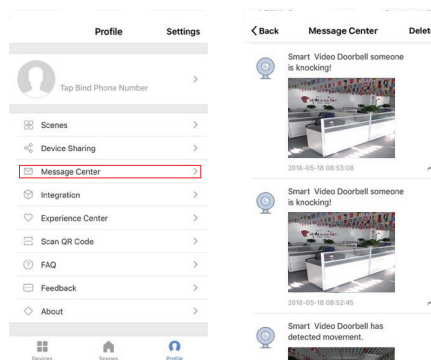 Profile
Settings
Tap Bind Phone Number
Scenes
Device Sharing
Message Center
Integration
Experience Center
Scan QR Code
FAQ
Feedback
About
Devices
Scenes
Profile
Back
Message Center
Delet
Smart Video Doorbell someone
is knocking!
2018-05-18 08:53:08
Smart Video Doorbell someone
is knocking!
2018-05-18 08:52:45
Smart Video Doorbell has
detected movement.